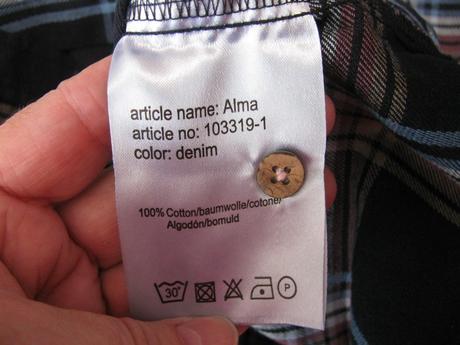 article name: Alma
article no: 103319-1
color: denim
100% Cotton/baumwolle/cotone/
Algodón/bomuld
30°
P